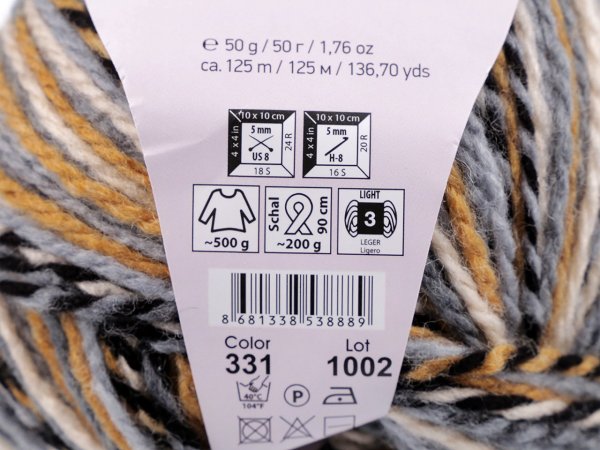 ℮ 50 g / 50 г / 1,76 oz
ca. 125 m / 125 м / 136,70 yds
10 x 10 cm
4 x 4 in
5 mm
US 8
24 R
18 S
10 x 10 cm
4 x 4 in
5 mm
H-8
20 R
16 S
~500 g
Schal
90 cm
~200 g
LIGHT
3
LEGER
Ligero
8 681338 538889
Color
331
Lot
1002
40°C
104°F
P